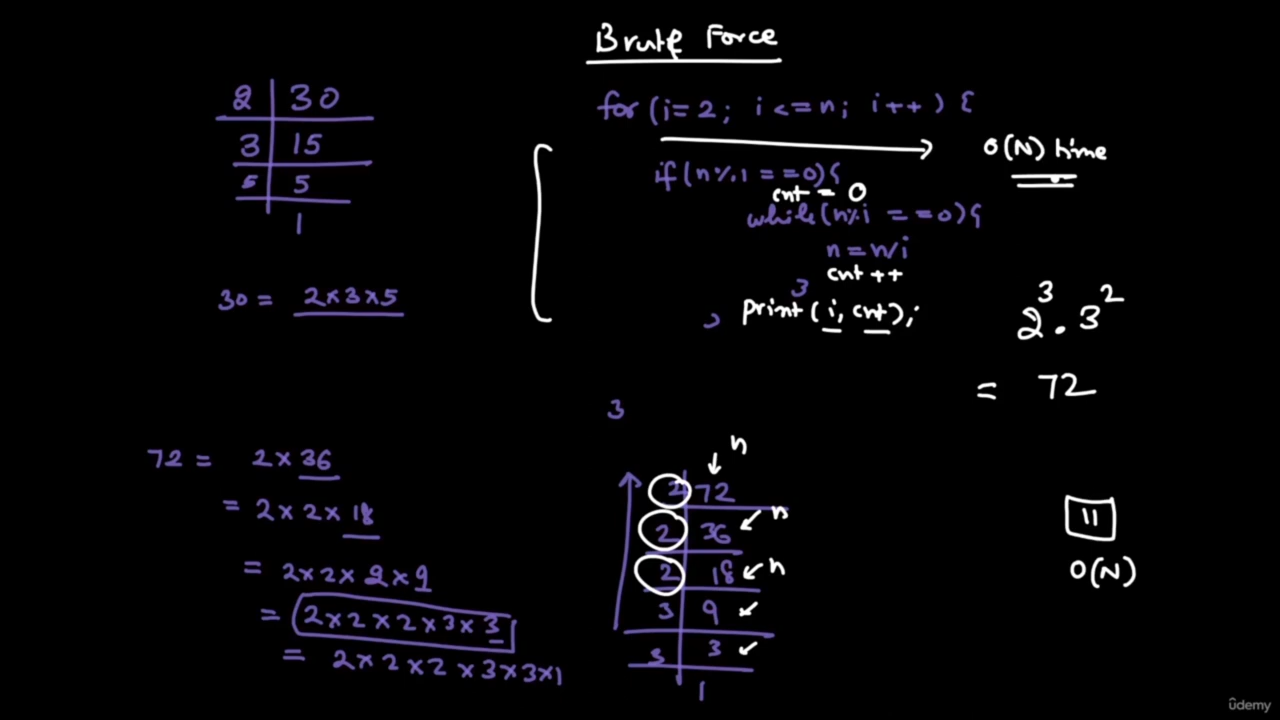 Brute Force
2 | 30
3 | 15
5 | 5
1
30 = 2×3×5
for (i=2; i<=n; i++) {
O(N) time
if (n%i ==0){
cnt = 0
while(n%i ==0){
n=n/i
cnt ++
}
print(i, cnt);
}
}
2³ . 3²
= 72
72 = 2×36
= 2×2×18
= 2×2×2×9
= 2×2×2×3×3
= 2×2×2×3×3×1
n
2 | 72
2 | 36 n
2 | 18 n
3 | 9
3 | 3
1
11
O(N)
ûdemy